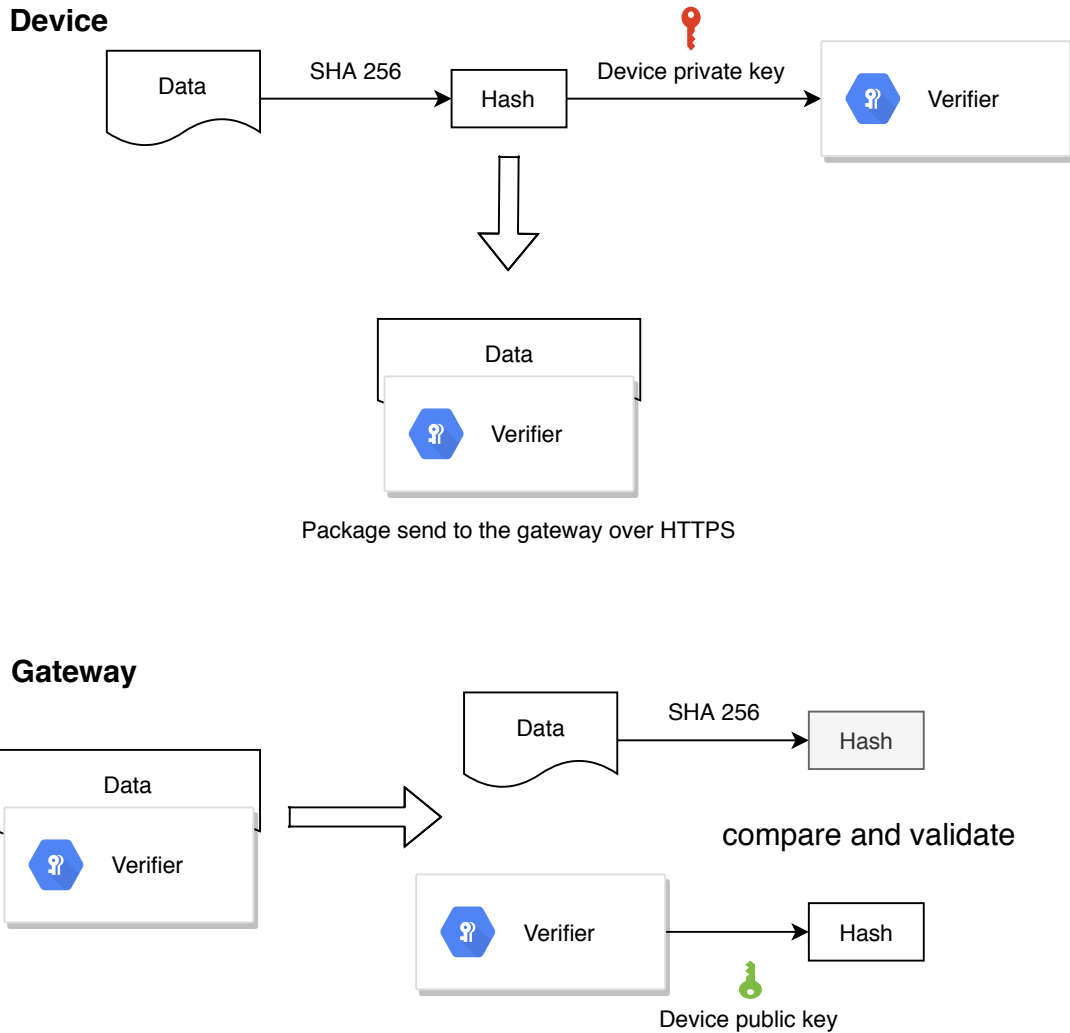 Device
Data
SHA 256
Hash
Device private key
Verifier
Data
Verifier
Package send to the gateway over HTTPS
Gateway
Data
Verifier
Data
SHA 256
Hash
compare and validate
Verifier
Hash
Device public key